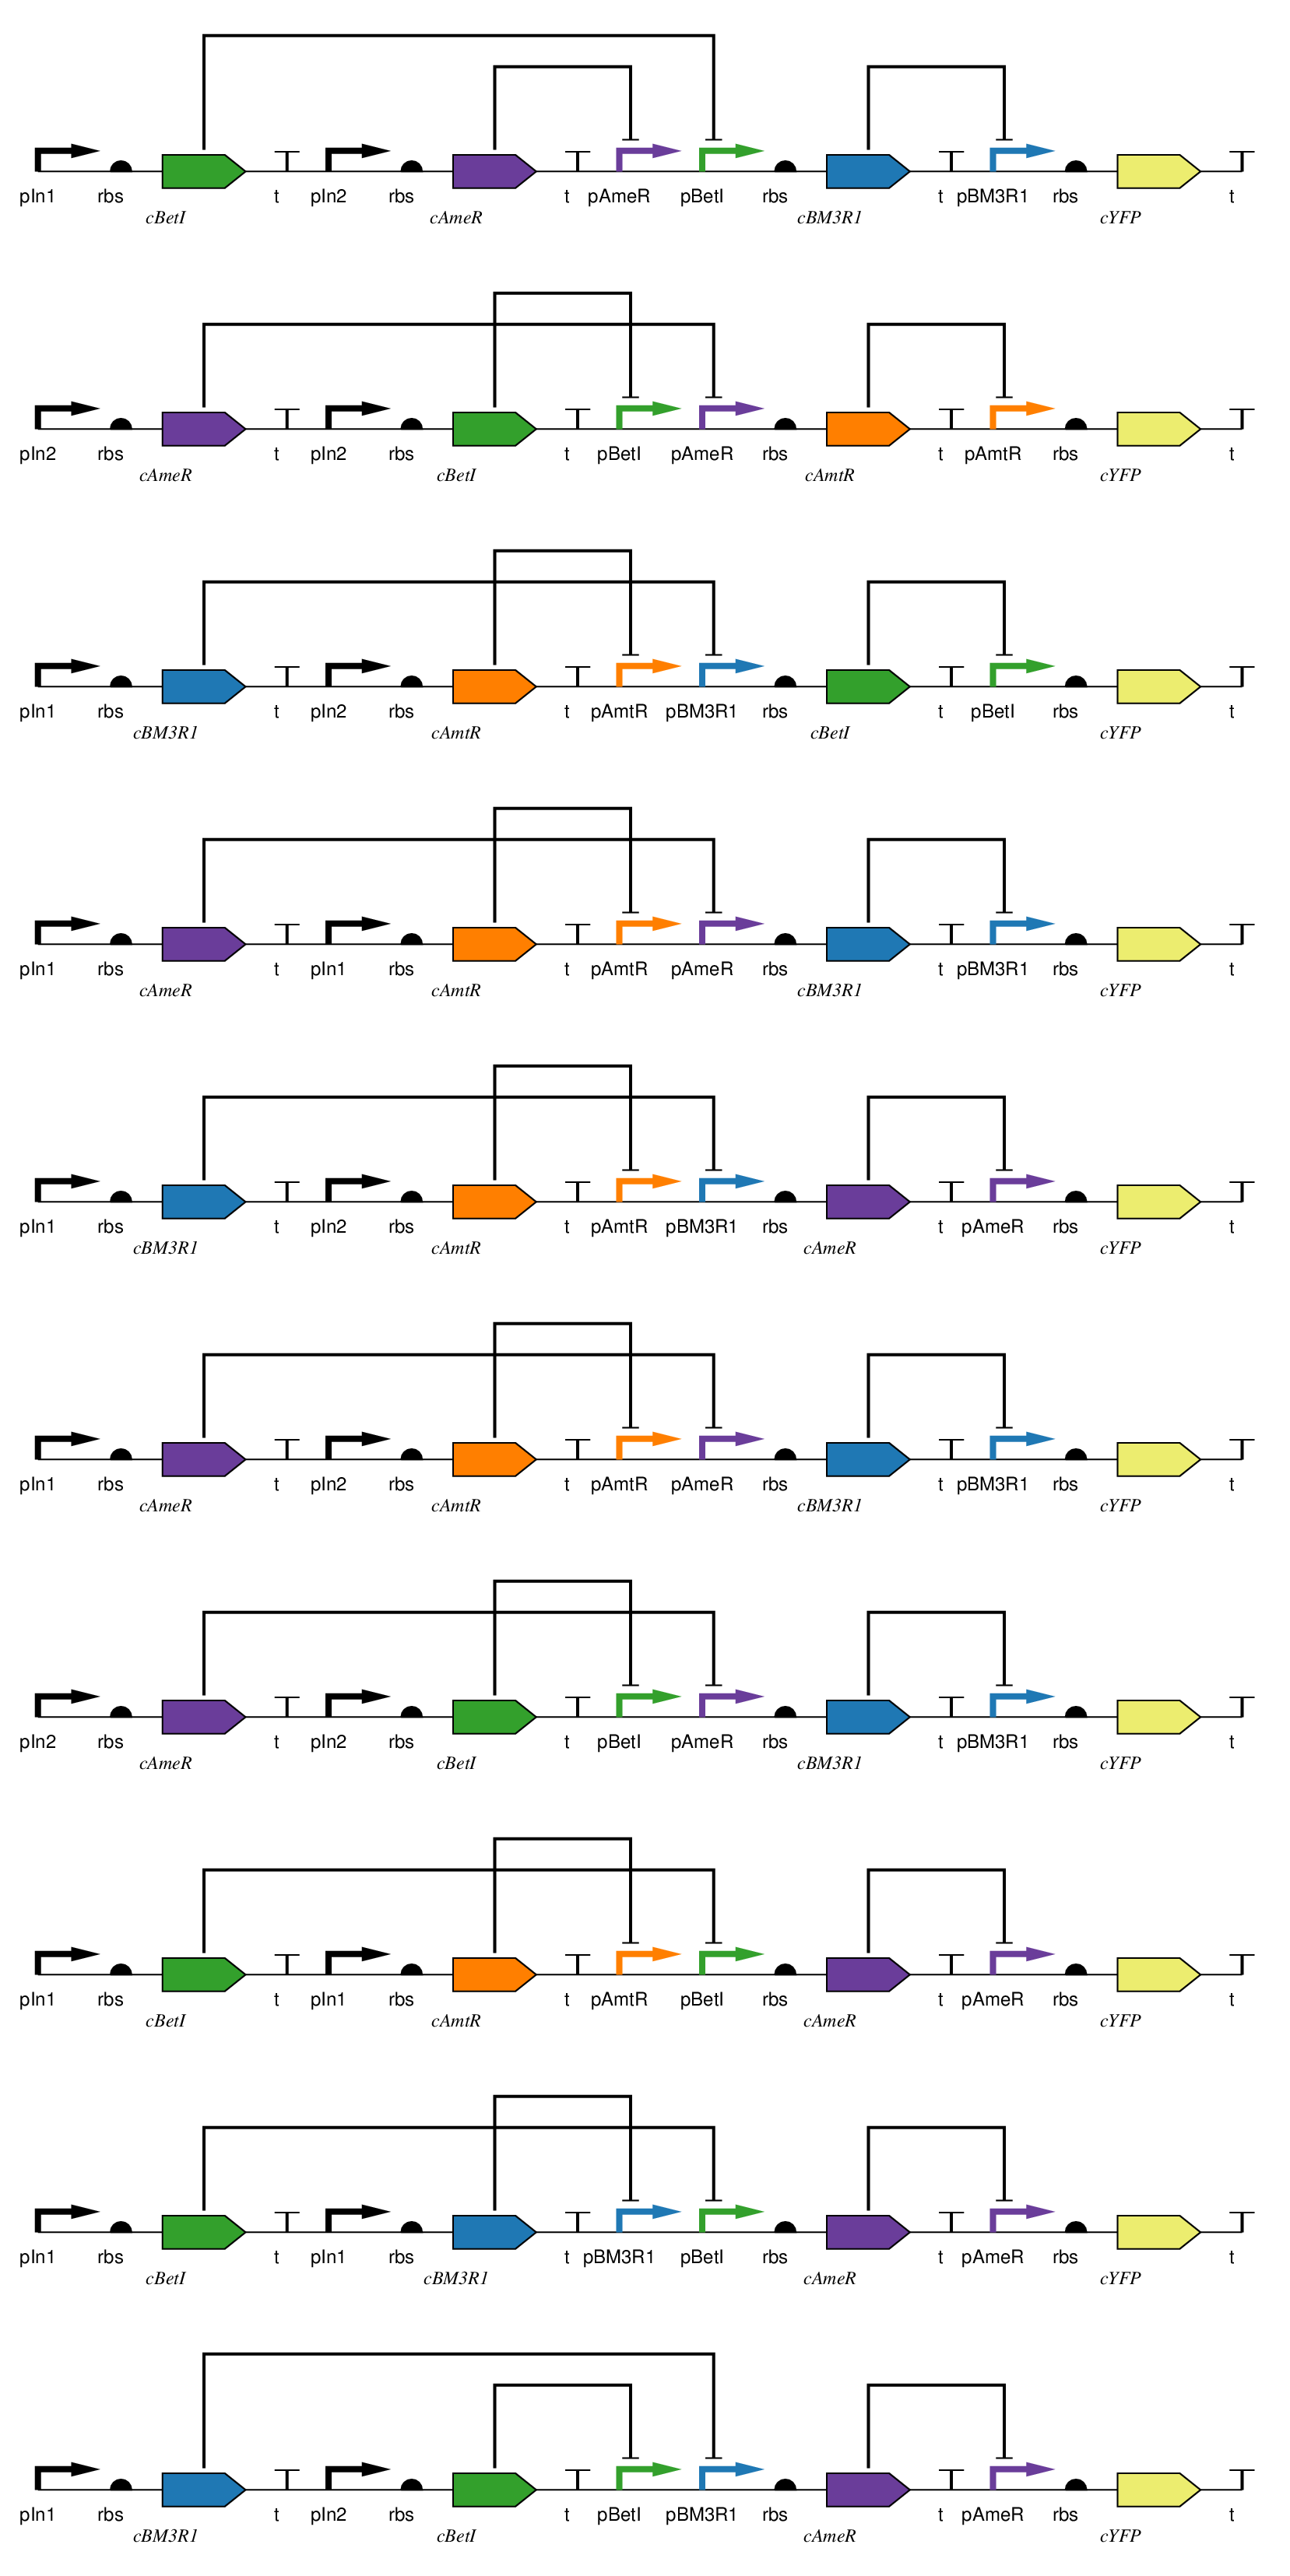 pIn1 rbs t pIn2 rbs t pAmeR pBetI rbs t pBM3R1 rbs t
cBetI cAmeR cBM3R1 cYFP
pIn2 rbs t pIn2 rbs t pBetI pAmeR rbs t pAmtR rbs t
cAmeR cBetI cAmtR cYFP
pIn1 rbs t pIn2 rbs t pAmtR pBM3R1 rbs t pBetI rbs t
cBM3R1 cAmtR cBetI cYFP
pIn1 rbs t pIn1 rbs t pAmtR pAmeR rbs t pBM3R1 rbs t
cAmeR cAmtR cBM3R1 cYFP
pIn1 rbs t pIn2 rbs t pAmtR pBM3R1 rbs t pAmeR rbs t
cBM3R1 cAmtR cAmeR cYFP
pIn1 rbs t pIn2 rbs t pAmtR pAmeR rbs t pBM3R1 rbs t
cAmeR cAmtR cBM3R1 cYFP
pIn2 rbs t pIn2 rbs t pBetI pAmeR rbs t pBM3R1 rbs t
cAmeR cBetI cBM3R1 cYFP
pIn1 rbs t pIn1 rbs t pAmtR pBetI rbs t pAmeR rbs t
cBetI cAmtR cAmeR cYFP
pIn1 rbs t pIn1 rbs t pBM3R1 pBetI rbs t pAmeR rbs t
cBetI cBM3R1 cAmeR cYFP
pIn1 rbs t pIn2 rbs t pBetI pBM3R1 rbs t pAmeR rbs t
cBM3R1 cBetI cAmeR cYFP